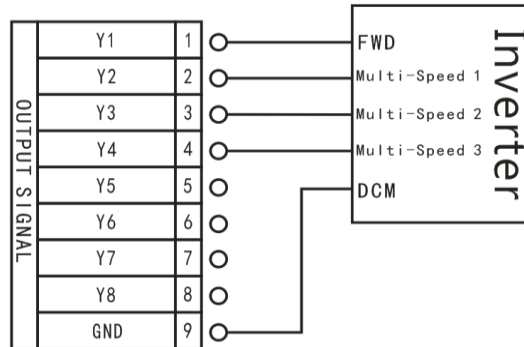 OUTPUT SIGNAL
Y1 1
Y2 2
Y3 3
Y4 4
Y5 5
Y6 6
Y7 7
Y8 8
GND 9
FWD
Multi-Speed 1
Multi-Speed 2
Multi-Speed 3
DCM
Inverter